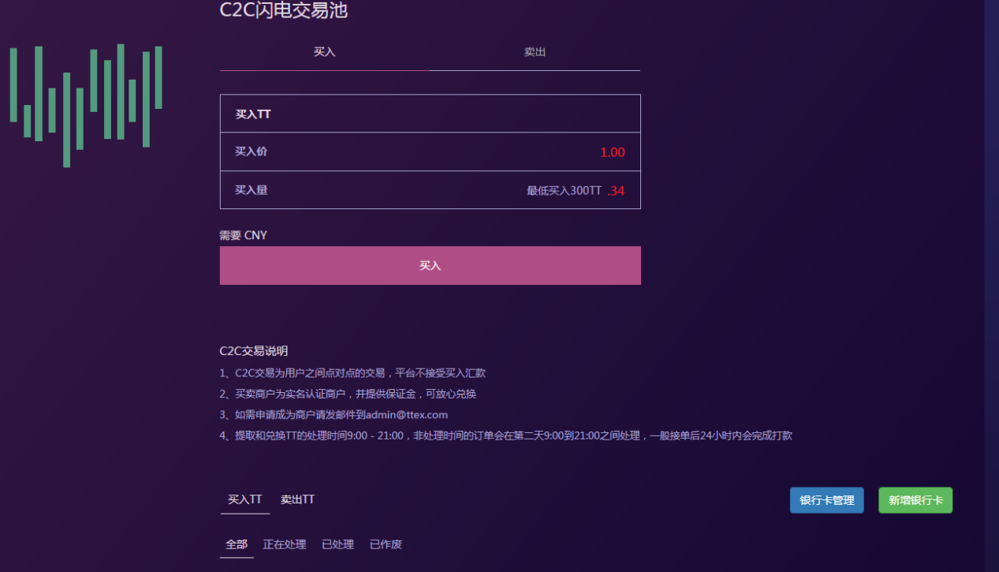 C2C闪电交易池
买入 卖出
买入TT
买入价 1.00
买入量 最低买入300TT .34
需要 CNY
买入
C2C交易说明
1、C2C交易为用户之间点对点的交易，平台不接受买入汇款
2、买卖商户为实名认证商户，并提供保证金，可放心兑换
3、如需申请成为商户请发邮件到admin@ttex.com
4、提取和兑换TT的处理时间9:00 - 21:00，非处理时间的订单会在第二天9:00到21:00之间处理，一般接单后24小时内会完成打款
买入TT 卖出TT 银行卡管理 新增银行卡
全部 正在处理 已处理 已作废